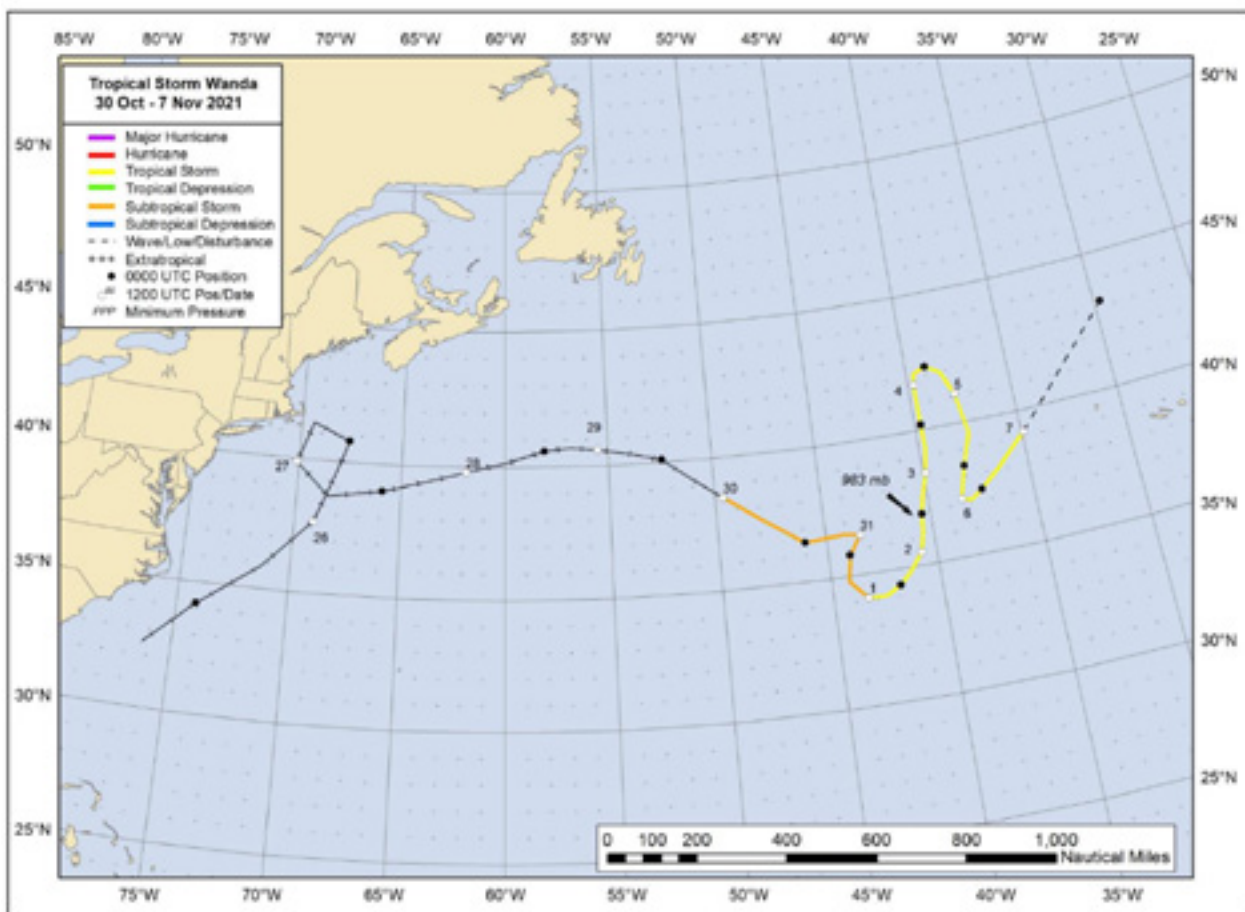 85°W 80°W 75°W 70°W 65°W 60°W 55°W 50°W 45°W 40°W 35°W 30°W 25°W
Tropical Storm Wanda
30 Oct - 7 Nov 2021
Major Hurricane
Hurricane
Tropical Storm
Tropical Depression
Subtropical Storm
Subtropical Depression
Wave/Low/Disturbance
Extratropical
0000 UTC Position
1200 UTC Pos/Date
PPP Minimum Pressure
50°N
45°N
40°N
35°N
30°N
25°N
50°N
45°N
40°N
35°N
30°N
25°N
26
27
28
29
30
31
1
2
983 mb
3
4
5
6
7
0 100 200 400 600 800 1,000
Nautical Miles
75°W 70°W 65°W 60°W 55°W 50°W 45°W 40°W 35°W